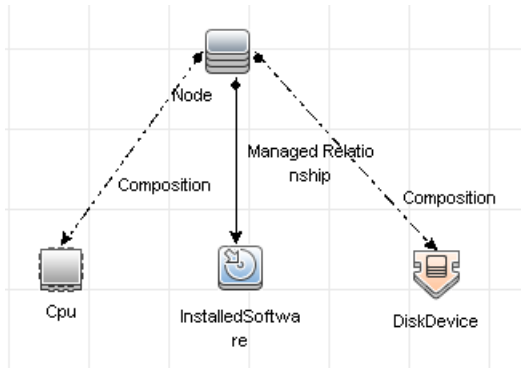 Node
Managed Relatio
nship
Composition
Composition
Cpu
InstalledSoftwa
re
DiskDevice